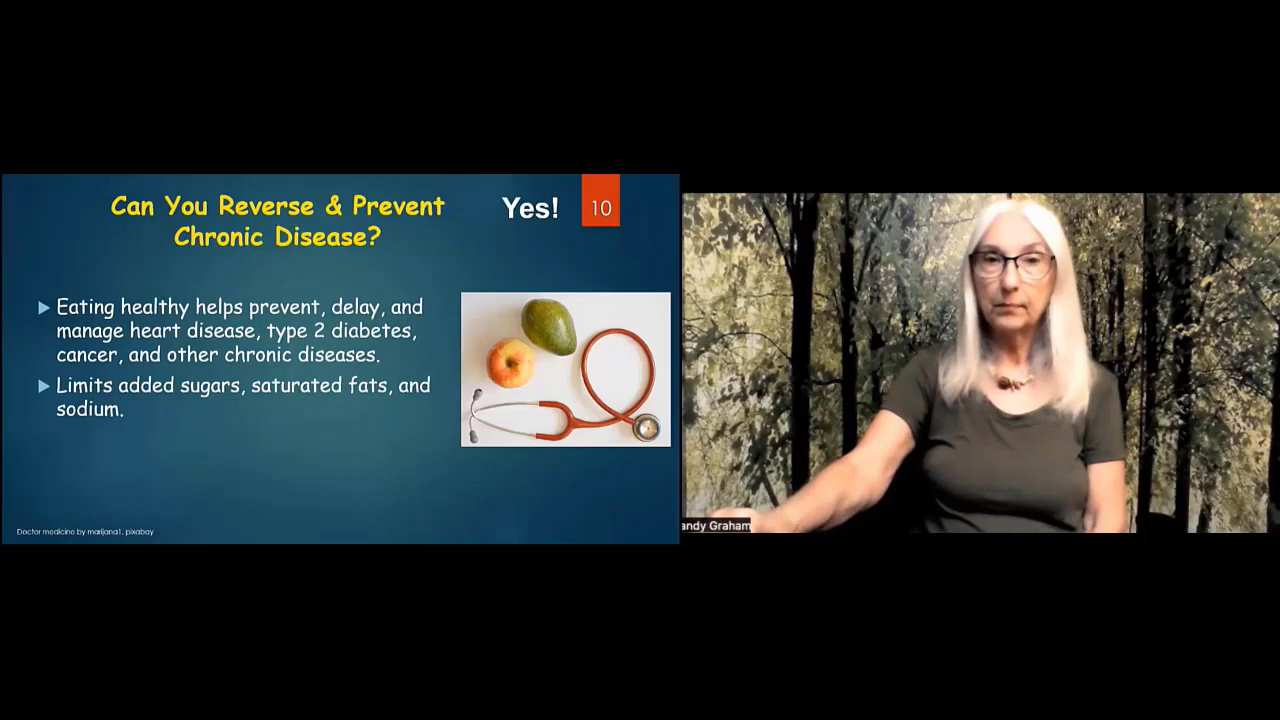 Can You Reverse & Prevent
Chronic Disease?
Yes!
10
Eating healthy helps prevent, delay, and
manage heart disease, type 2 diabetes,
cancer, and other chronic diseases.
Limits added sugars, saturated fats, and
sodium.
Doctor medicine by marijana1, pixabay
andy Graham